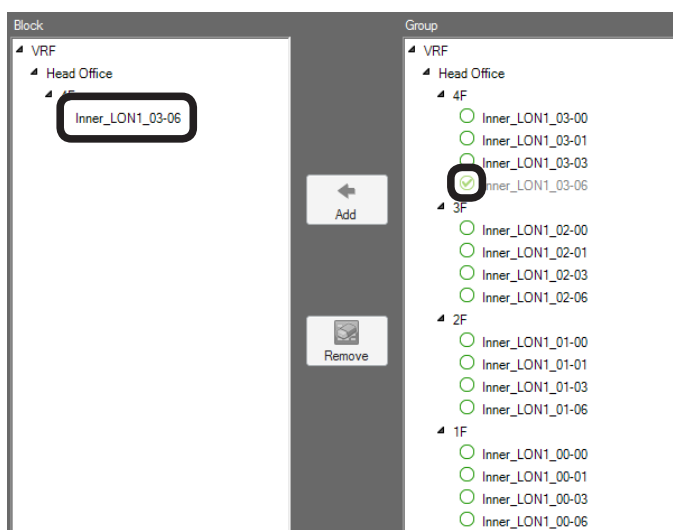 Block
VRF
Head Office
4F
Inner_LON1_03-06
Add
Remove
Group
VRF
Head Office
4F
Inner_LON1_03-00
Inner_LON1_03-01
Inner_LON1_03-03
Inner_LON1_03-06
3F
Inner_LON1_02-00
Inner_LON1_02-01
Inner_LON1_02-03
Inner_LON1_02-06
2F
Inner_LON1_01-00
Inner_LON1_01-01
Inner_LON1_01-03
Inner_LON1_01-06
1F
Inner_LON1_00-00
Inner_LON1_00-01
Inner_LON1_00-03
Inner_LON1_00-06